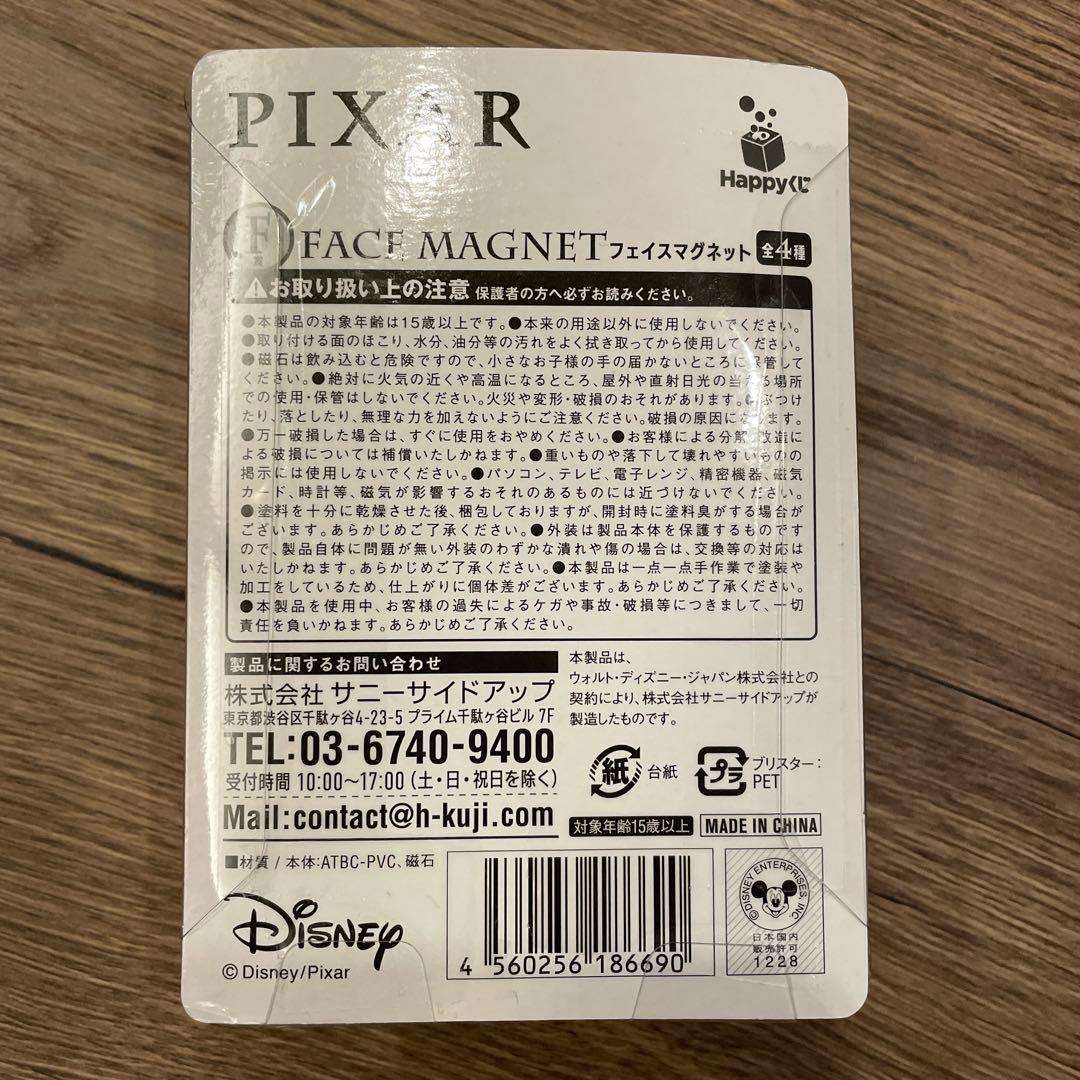 PIXAR
Happyくじ
F賞 FACE MAGNET フェイスマグネット 全4種
お取り扱い上の注意 保護者の方へ必ずお読みください。
●本製品の対象年齢は15歳以上です。●本来の用途以外に使用しないでください。
●取り付ける面のほこり、水分、油分等の汚れをよく拭き取ってから使用してください。
●磁石は飲み込むと危険ですので、小さなお子様の手の届かないところに保管して
ください。●絶対に火気の近くや高温になるところ、屋外や直射日光の当たる場所
での使用・保管はしないでください。火災や変形・破損のおそれがあります。●ぶつけ
たり、落としたり、無理な力を加えないようにご注意ください。破損の原因になります。
●万一破損した場合は、すぐに使用をおやめください。●お客様による分解・改造に
よる破損については補償いたしかねます。●重いものや落下して壊れやすいものの
掲示には使用しないでください。●パソコン、テレビ、電子レンジ、精密機器、磁気
カード、時計等、磁気が影響するおそれのあるものには近づけないでください。
●塗料を十分に乾燥させた後、梱包しておりますが、開封時に塗料臭がする場合が
ございます。あらかじめご了承ください。●外装は製品本体を保護するものです
ので、製品自体に問題が無い外装のわずかな潰れや傷の場合は、交換等の対応は
いたしかねます。あらかじめご了承ください。●本製品は一点一点手作業で塗装や
加工をしているため、仕上がりに個体差がございます。あらかじめご了承ください。
●本製品を使用中、お客様の過失によるケガや事故・破損等につきまして、一切
責任を負いかねます。あらかじめご了承ください。
製品に関するお問い合わせ
株式会社 サニーサイドアップ
東京都渋谷区千駄ヶ谷4-23-5 プライム千駄ヶ谷ビル 7F
TEL:03-6740-9400
受付時間 10:00〜17:00(土・日・祝日を除く)
Mail:contact@h-kuji.com
本製品は、
ウォルト・ディズニー・ジャパン株式会社との
契約により、株式会社サニーサイドアップが
製造したものです。
紙 台紙
プラ ブリスター:
PET
対象年齢15歳以上 MADE IN CHINA
■材質 / 本体:ATBC-PVC、磁石
Disney
©Disney/Pixar
4 560256 186690
©DISNEY ENTERPRISES, INC.
日本国内
販売許可
1228